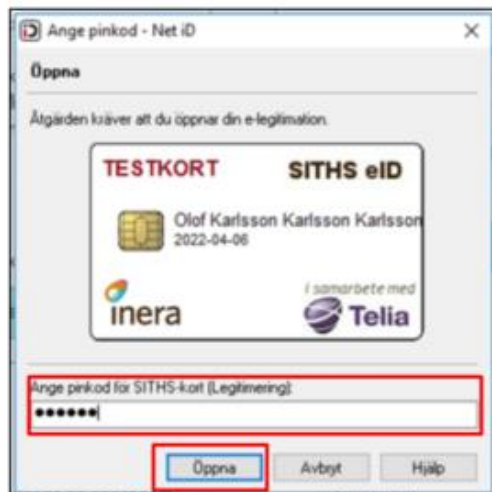 Ange pinkod - Net iD
Öppna
Åtgärden kräver att du öppnar din e-legitimation.
TESTKORT SITHS eID
Olof Karlsson Karlsson Karlsson
2022-04-06
inera
i samarbete med
Telia
Ange pinkod för SITHS-kort (Legitimering):
●●●●●●
Öppna Avbryt Hjälp